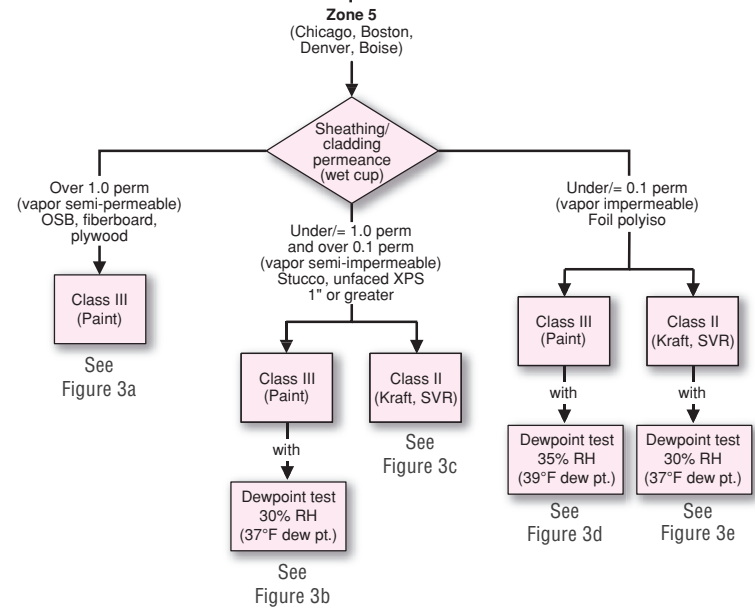 Zone 5
(Chicago, Boston,
Denver, Boise)
Sheathing/
cladding
permeance
(wet cup)
Over 1.0 perm
(vapor semi-permeable)
OSB, fiberboard,
plywood
Class III
(Paint)
See
Figure 3a
Under/= 1.0 perm
and over 0.1 perm
(vapor semi-impermeable)
Stucco, unfaced XPS
1" or greater
Class III
(Paint)
with
Dewpoint test
30% RH
(37°F dew pt.)
See
Figure 3b
Class II
(Kraft, SVR)
See
Figure 3c
Under/= 0.1 perm
(vapor impermeable)
Foil polyiso
Class III
(Paint)
with
Dewpoint test
35% RH
(39°F dew pt.)
See
Figure 3d
Class II
(Kraft, SVR)
with
Dewpoint test
30% RH
(37°F dew pt.)
See
Figure 3e